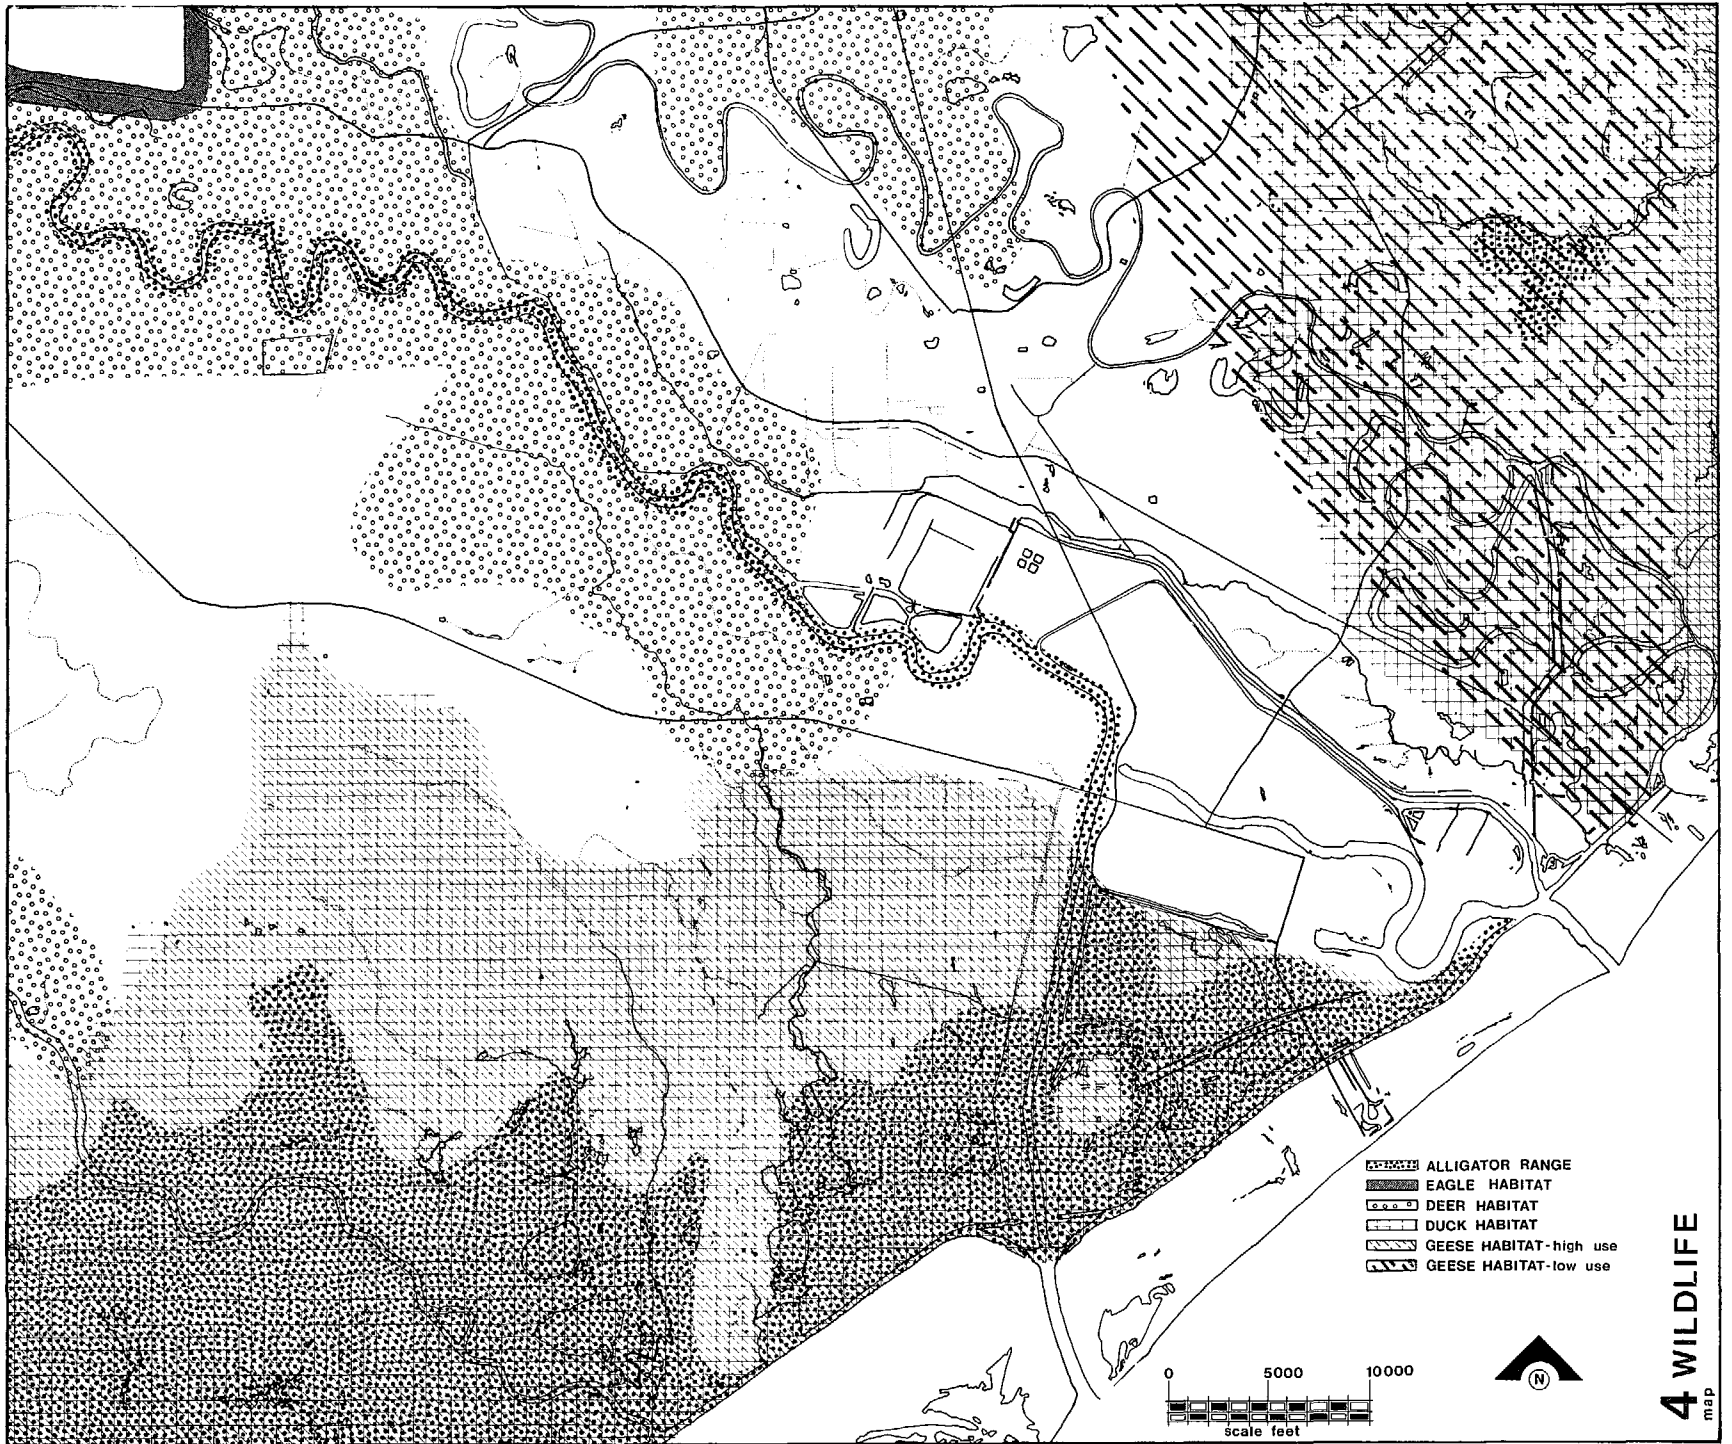 ALLIGATOR RANGE
EAGLE HABITAT
DEER HABITAT
DUCK HABITAT
GEESE HABITAT-high use
GEESE HABITAT-low use
0 5000 10000
scale feet
N
4 WILDLIFE
map